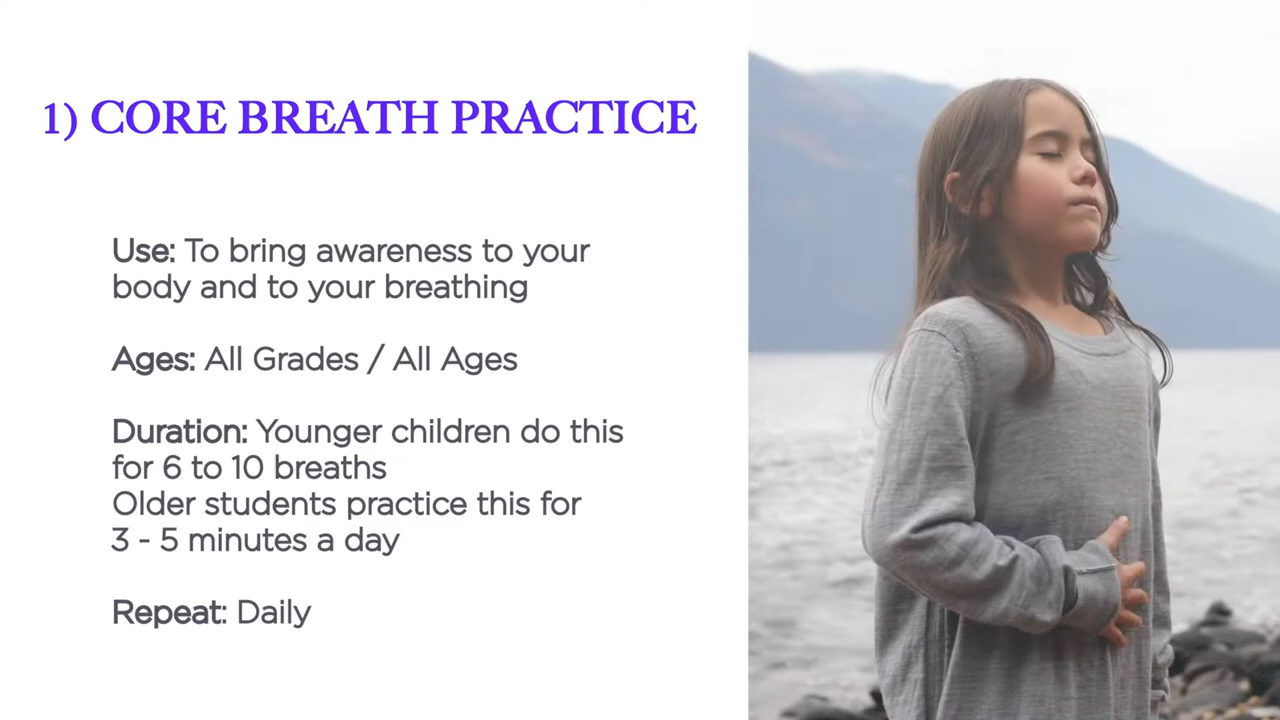 1) CORE BREATH PRACTICE
Use: To bring awareness to your
body and to your breathing
Ages: All Grades / All Ages
Duration: Younger children do this
for 6 to 10 breaths
Older students practice this for
3 - 5 minutes a day
Repeat: Daily